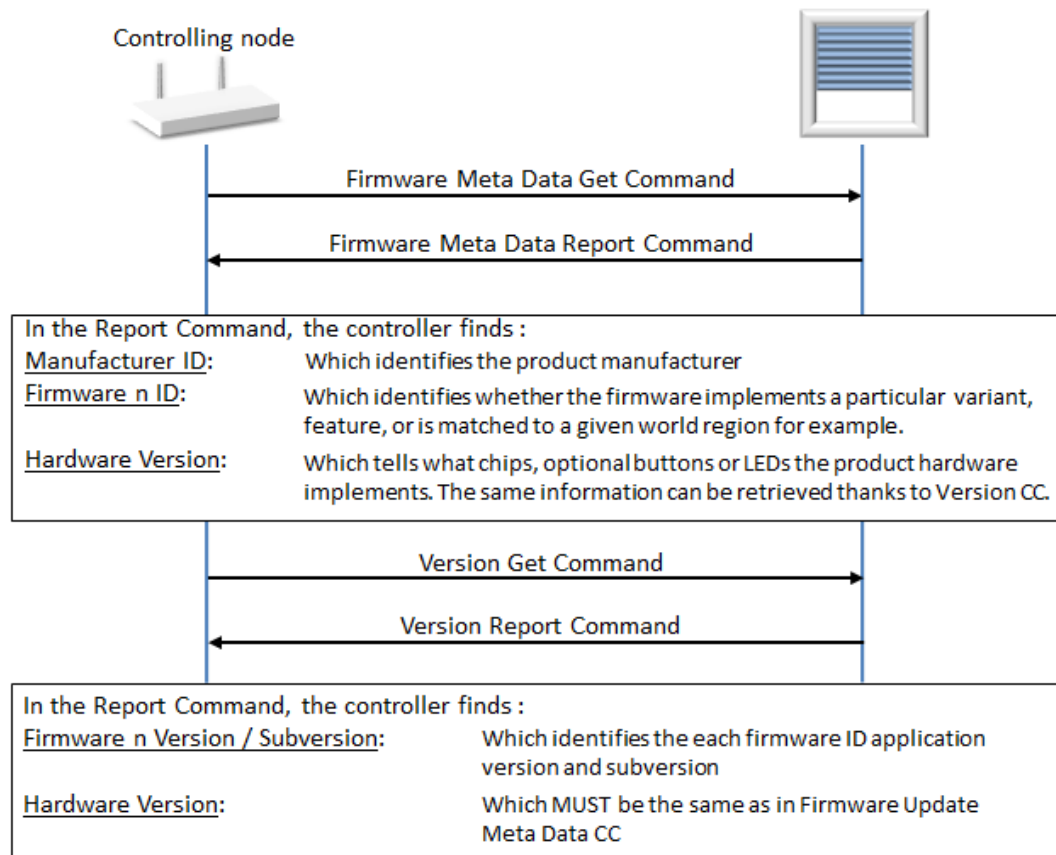 Controlling node
Firmware Meta Data Get Command
Firmware Meta Data Report Command
In the Report Command, the controller finds :
Manufacturer ID: Which identifies the product manufacturer
Firmware n ID: Which identifies whether the firmware implements a particular variant,
feature, or is matched to a given world region for example.
Hardware Version: Which tells what chips, optional buttons or LEDs the product hardware
implements. The same information can be retrieved thanks to Version CC.
Version Get Command
Version Report Command
In the Report Command, the controller finds :
Firmware n Version / Subversion: Which identifies the each firmware ID application
version and subversion
Hardware Version: Which MUST be the same as in Firmware Update
Meta Data CC